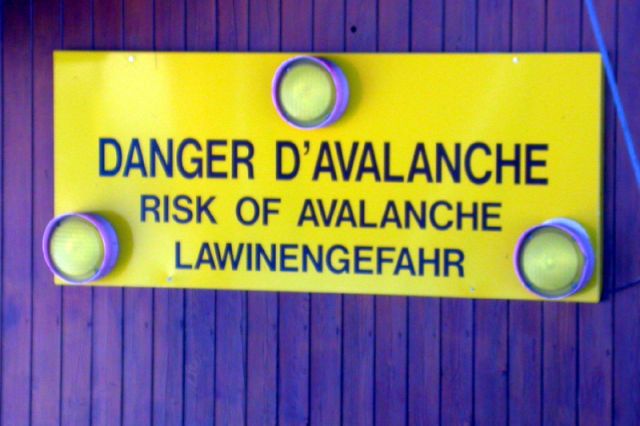 DANGER D'AVALANCHE
RISK OF AVALANCHE
LAWINENGEFAHR